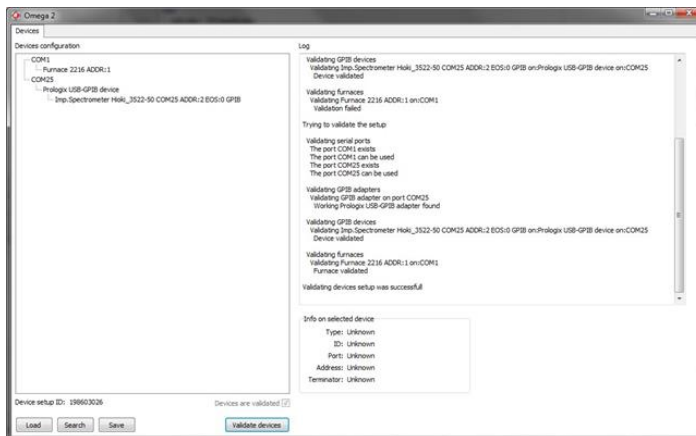 Omega 2
Devices
Devices configuration
COM1
Furnace 2216 ADDR:1
COM25
Prologix USB-GPIB device
Imp.Spectrometer Hioki_3522-50 COM25 ADDR:2 EOS:0 GPIB
Device setup ID: 198603026
Devices are validated
Load
Search
Save
Validate devices
Log
Validating GPIB devices
Validating Imp.Spectrometer Hioki_3522-50 COM25 ADDR:2 EOS:0 GPIB on:Prologix USB-GPIB device on:COM25
Device validated
Validating furnaces
Validating Furnace 2216 ADDR:1 on:COM1
Validation failed
Trying to validate the setup
Validating serial ports
The port COM1 exists
The port COM1 can be used
The port COM25 exists
The port COM25 can be used
Validating GPIB adapters
Validating GPIB adapter on port COM25
Working Prologix USB-GPIB adapter found
Validating GPIB devices
Validating Imp.Spectrometer Hioki_3522-50 COM25 ADDR:2 EOS:0 GPIB on:Prologix USB-GPIB device on:COM25
Device validated
Validating furnaces
Validating Furnace 2216 ADDR:1 on:COM1
Furnace validated
Validating devices setup was successfull
Info on selected device
Type: Unknown
ID: Unknown
Port: Unknown
Address: Unknown
Terminator: Unknown